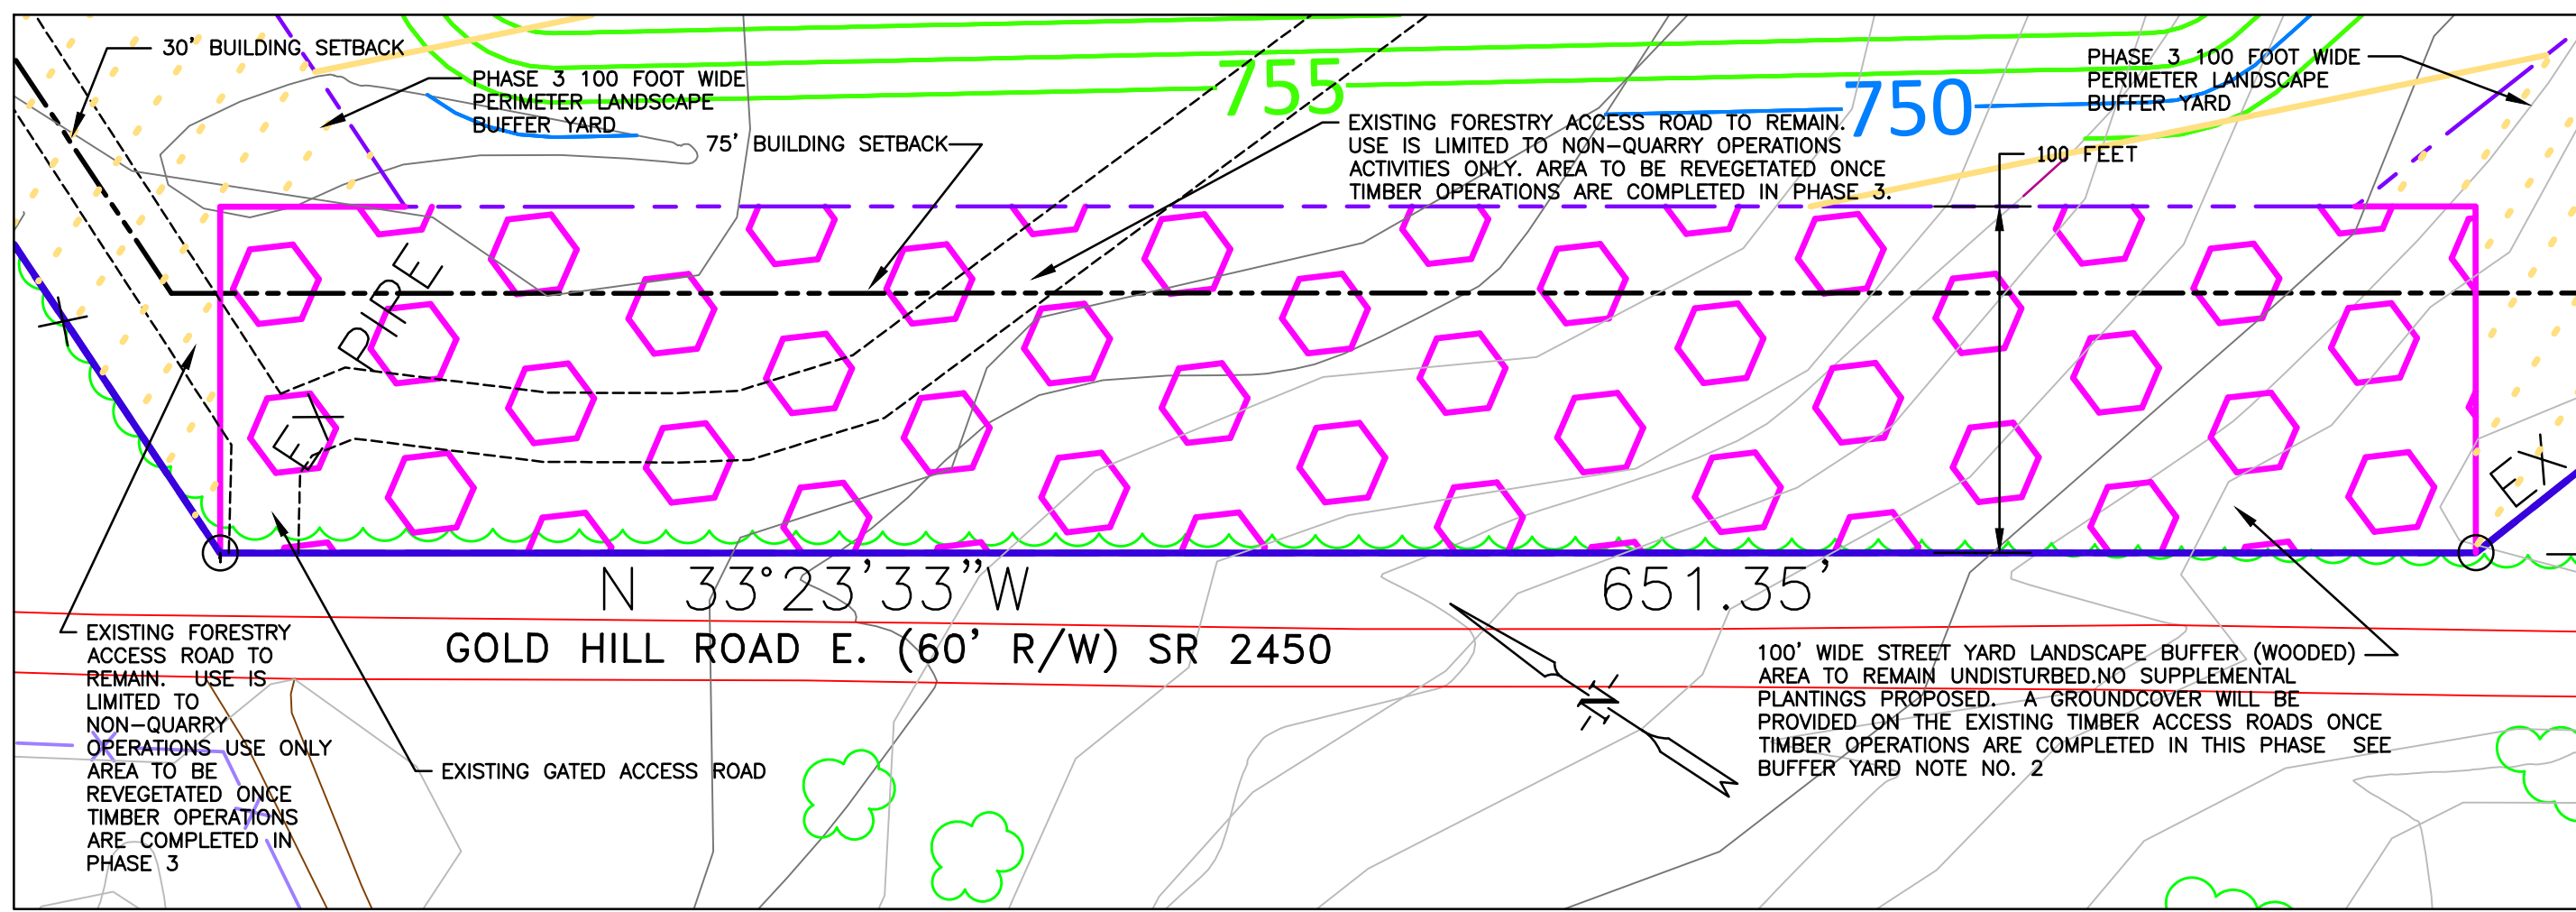 30' BUILDING SETBACK
PHASE 3 100 FOOT WIDE
PERIMETER LANDSCAPE
BUFFER YARD
75' BUILDING SETBACK
755
EXISTING FORESTRY ACCESS ROAD TO REMAIN.
USE IS LIMITED TO NON-QUARRY OPERATIONS
ACTIVITIES ONLY. AREA TO BE REVEGETATED ONCE
TIMBER OPERATIONS ARE COMPLETED IN PHASE 3.
750
PHASE 3 100 FOOT WIDE
PERIMETER LANDSCAPE
BUFFER YARD
100 FEET
EX PIPE
EX
N 33°23'33"W
651.35'
GOLD HILL ROAD E. (60' R/W) SR 2450
N
EXISTING FORESTRY
ACCESS ROAD TO
REMAIN. USE IS
LIMITED TO
NON-QUARRY
OPERATIONS USE ONLY
AREA TO BE
REVEGETATED ONCE
TIMBER OPERATIONS
ARE COMPLETED IN
PHASE 3
EXISTING GATED ACCESS ROAD
100' WIDE STREET YARD LANDSCAPE BUFFER (WOODED)
AREA TO REMAIN UNDISTURBED.NO SUPPLEMENTAL
PLANTINGS PROPOSED. A GROUNDCOVER WILL BE
PROVIDED ON THE EXISTING TIMBER ACCESS ROADS ONCE
TIMBER OPERATIONS ARE COMPLETED IN THIS PHASE SEE
BUFFER YARD NOTE NO. 2